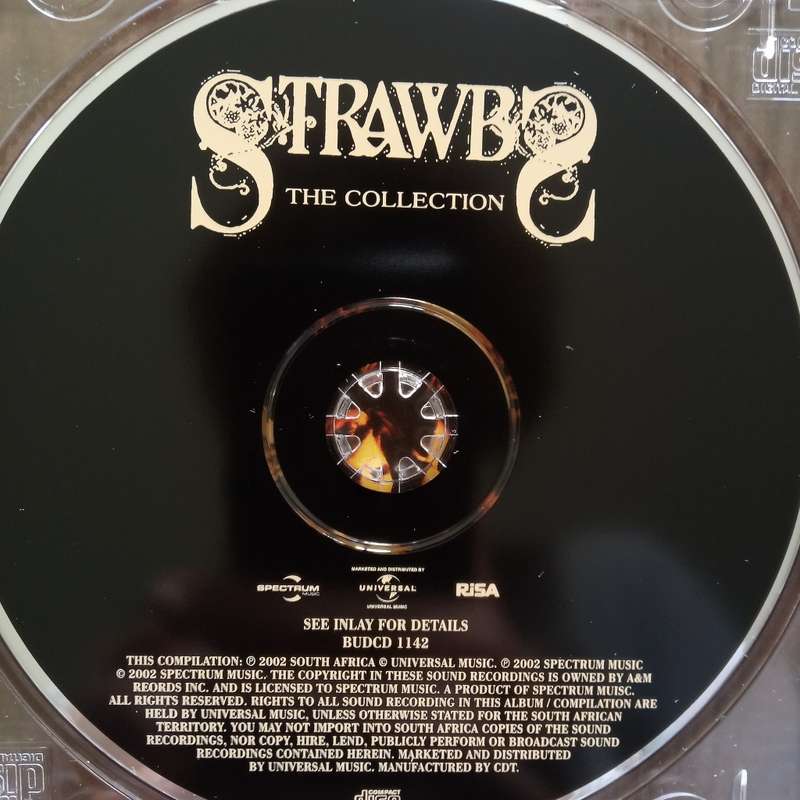 STRAWBS
THE COLLECTION
MARKETED AND DISTRIBUTED BY
SPECTRUM
MUSIC
UNIVERSAL
UNIVERSAL MUSIC
RiSA
SEE INLAY FOR DETAILS
BUDCD 1142
THIS COMPILATION: ℗ 2002 SOUTH AFRICA © UNIVERSAL MUSIC. ℗ 2002 SPECTRUM MUSIC
© 2002 SPECTRUM MUSIC. THE COPYRIGHT IN THESE SOUND RECORDINGS IS OWNED BY A&M
REORDS INC. AND IS LICENSED TO SPECTRUM MUSIC. A PRODUCT OF SPECTRUM MUISC.
ALL RIGHTS RESERVED. RIGHTS TO ALL SOUND RECORDING IN THIS ALBUM / COMPILATION ARE
HELD BY UNIVERSAL MUSIC, UNLESS OTHERWISE STATED FOR THE SOUTH AFRICAN
TERRITORY. YOU MAY NOT IMPORT INTO SOUTH AFRICA COPIES OF THE SOUND
RECORDINGS, NOR COPY, HIRE, LEND, PUBLICLY PERFORM OR BROADCAST SOUND
RECORDINGS CONTAINED HEREIN. MARKETED AND DISTRIBUTED
BY UNIVERSAL MUSIC. MANUFACTURED BY CDT.
COMPACT
disc